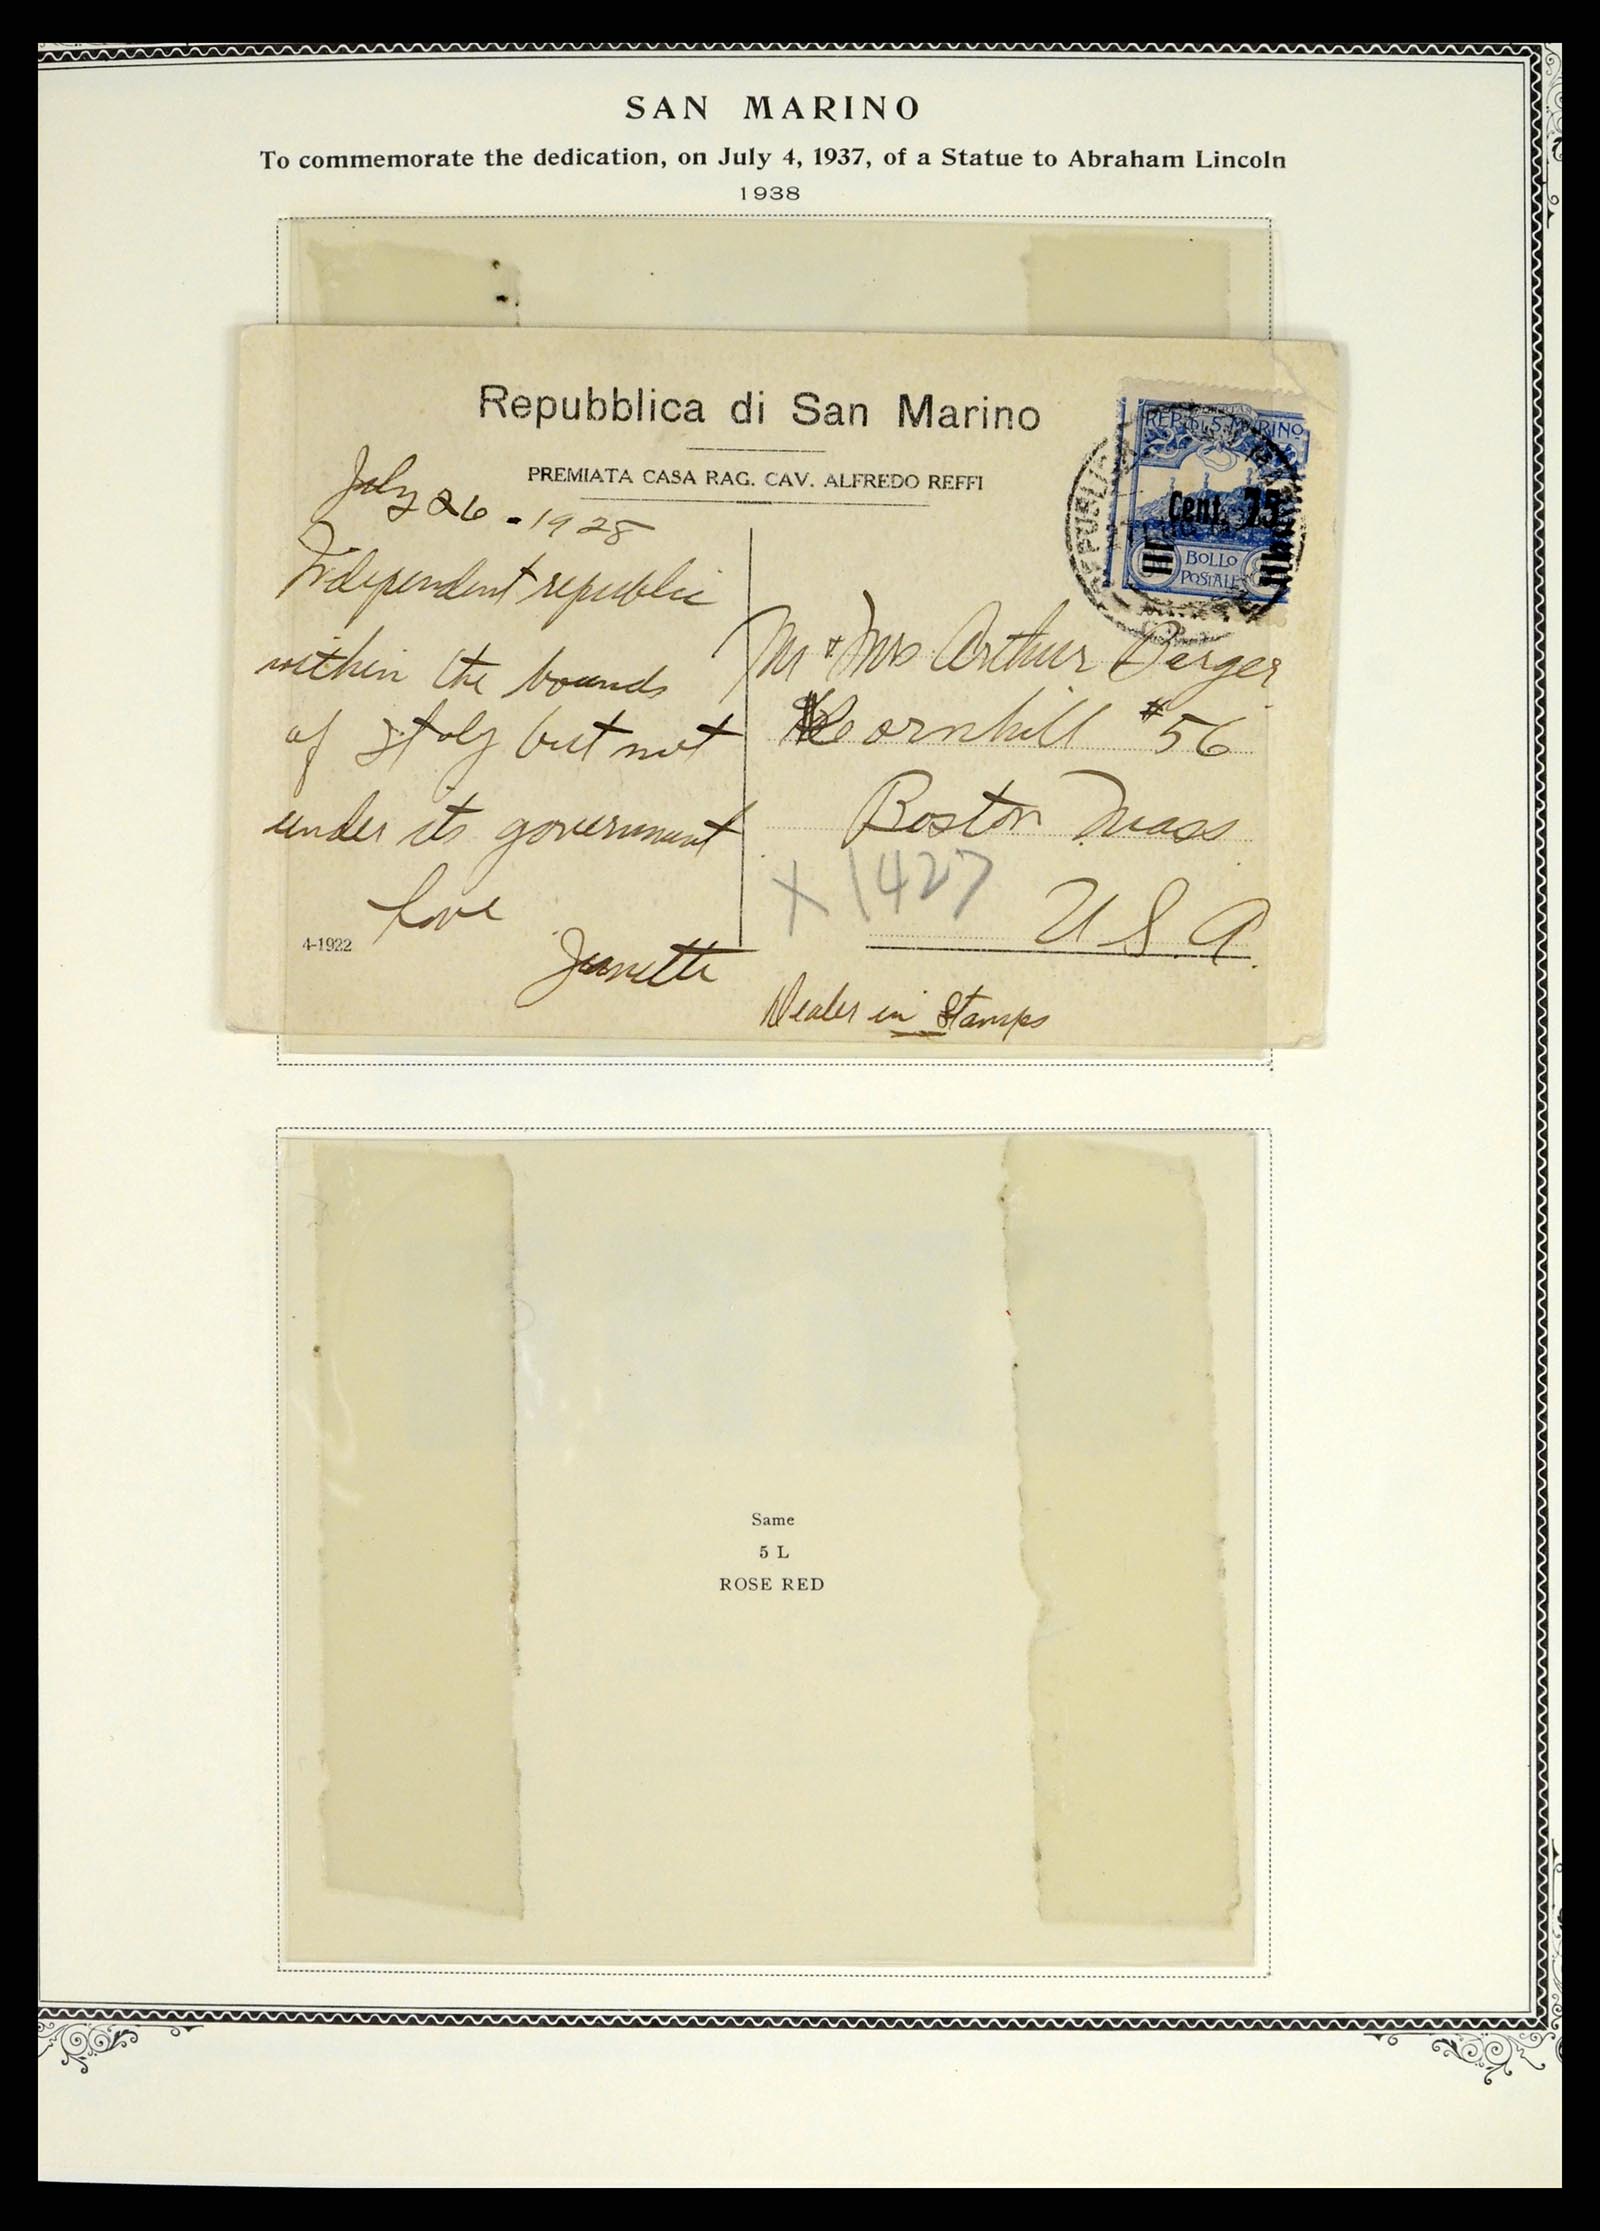 SAN MARINO
To commemorate the dedication, on July 4, 1937, of a Statue to Abraham Lincoln
1938
Repubblica di San Marino
PREMIATA CASA RAG. CAV. ALFREDO REFFI
REP. DI S. MARINO
Cent. 75
BOLLO
POSTALE
July 26 - 1928
Independent republic
within the bounds
of Italy but not
under its government
Love
Jeanette
4-1922
Mr + Mrs Arthur Barger
Cornhill #56
Boston Mass
X 1427
U S A.
Dealer in Stamps
Same
5 L
ROSE RED